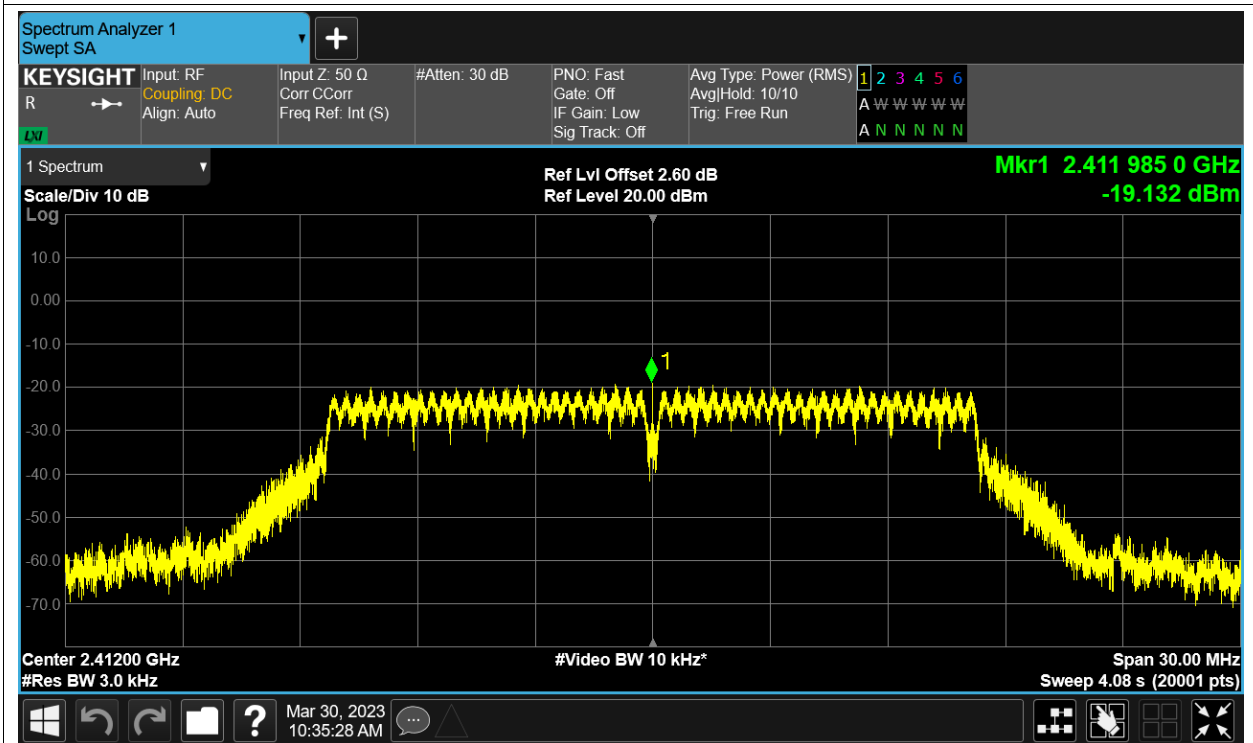 Spectrum Analyzer 1
Swept SA
KEYSIGHT
R
LXI
Input: RF
Coupling: DC
Align: Auto
Input Z: 50 Ω
Corr CCorr
Freq Ref: Int (S)
#Atten: 30 dB
PNO: Fast
Gate: Off
IF Gain: Low
Sig Track: Off
Avg Type: Power (RMS)
Avg|Hold: 10/10
Trig: Free Run
1 2 3 4 5 6
A W W W W W
A N N N N N
1 Spectrum
Scale/Div 10 dB
Log
Ref Lvl Offset 2.60 dB
Ref Level 20.00 dBm
Mkr1 2.411 985 0 GHz
-19.132 dBm
10.0
0.00
-10.0
-20.0
-30.0
-40.0
-50.0
-60.0
-70.0
1
Center 2.41200 GHz
#Res BW 3.0 kHz
#Video BW 10 kHz*
Span 30.00 MHz
Sweep 4.08 s (20001 pts)
?
Mar 30, 2023
10:35:28 AM